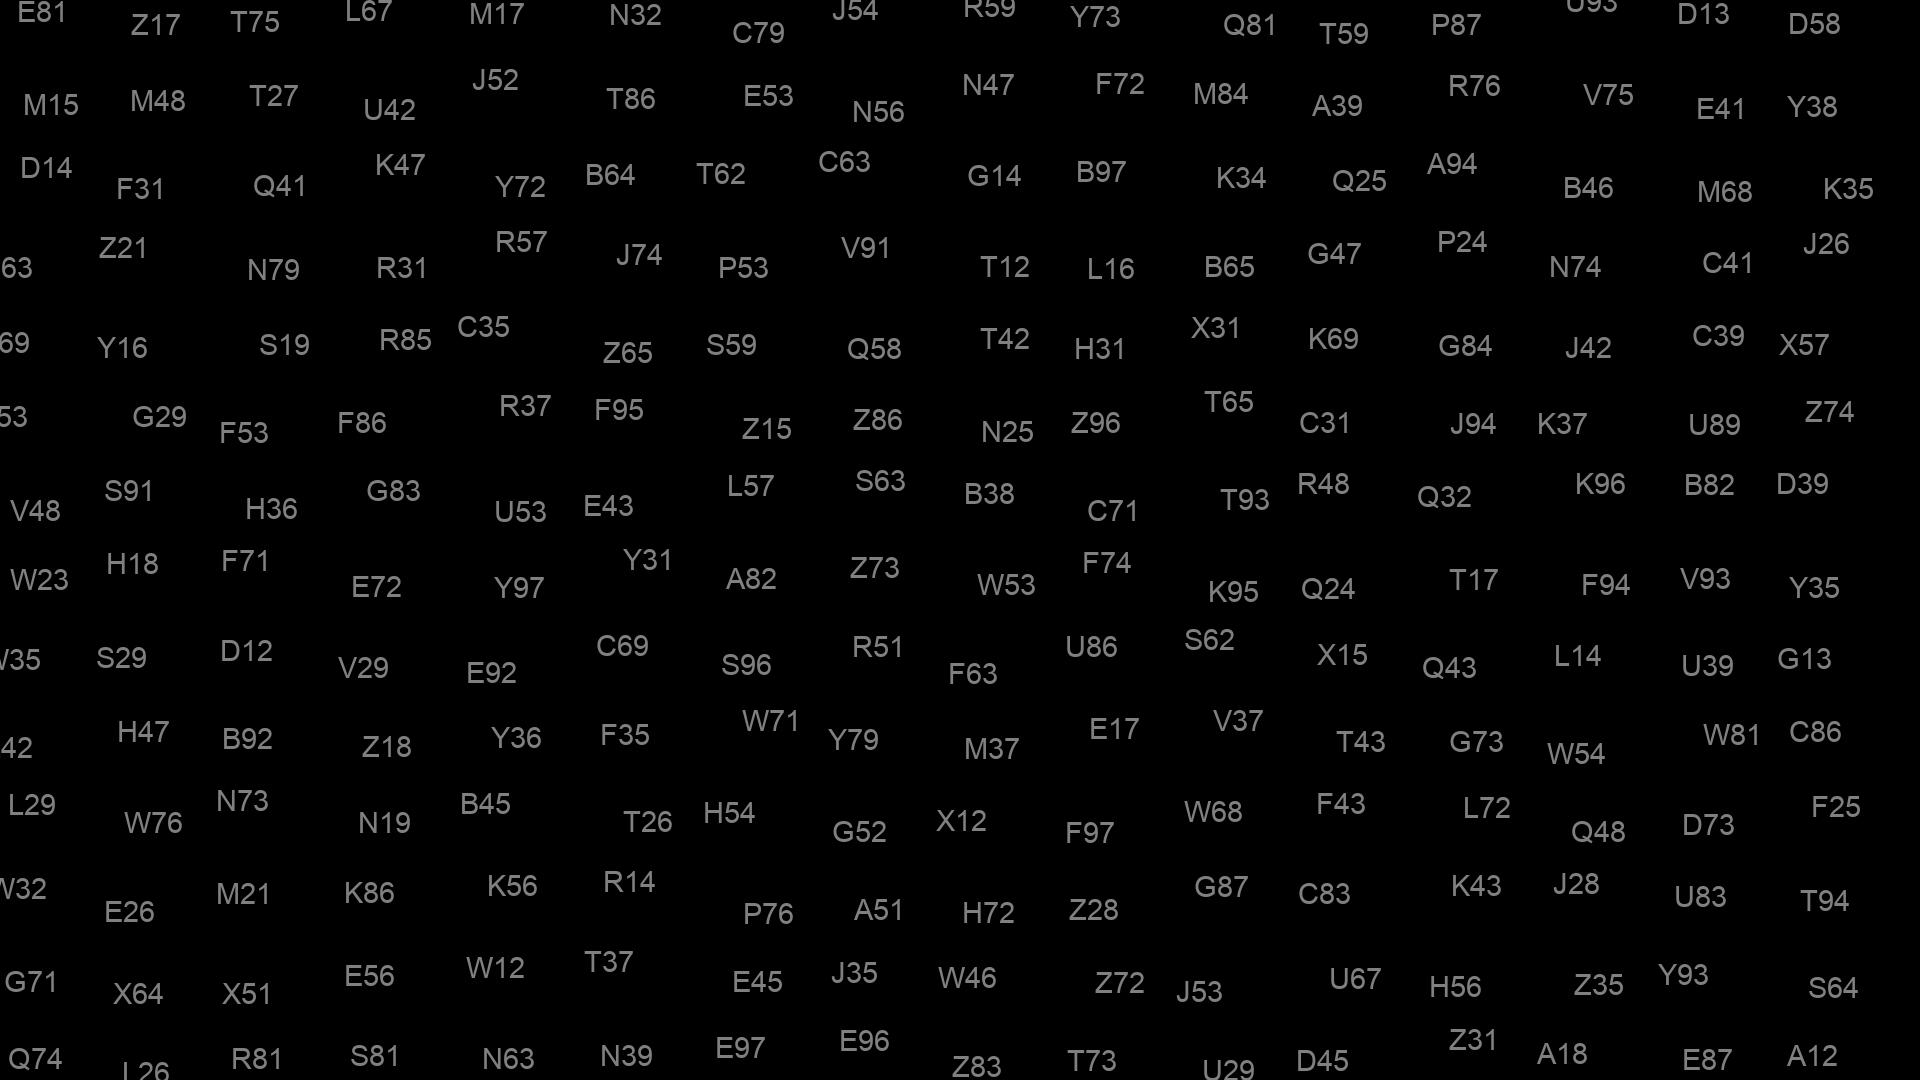 E81 Z17 T75 L67 M17 N32 C79 J54 R59 Y73 Q81 T59 P87 U93 D13 D58
M15 M48 T27 U42 J52 T86 E53 N56 N47 F72 M84 A39 R76 V75 E41 Y38
D14 F31 Q41 K47 Y72 B64 T62 C63 G14 B97 K34 Q25 A94 B46 M68 K35
63 Z21 N79 R31 R57 J74 P53 V91 T12 L16 B65 G47 P24 N74 C41 J26
69 Y16 S19 R85 C35 Z65 S59 Q58 T42 H31 X31 K69 G84 J42 C39 X57
53 G29 F53 F86 R37 F95 Z15 Z86 N25 Z96 T65 C31 J94 K37 U89 Z74
V48 S91 H36 G83 U53 E43 L57 S63 B38 C71 T93 R48 Q32 K96 B82 D39
W23 H18 F71 E72 Y97 Y31 A82 Z73 W53 F74 K95 Q24 T17 F94 V93 Y35
W35 S29 D12 V29 E92 C69 S96 R51 F63 U86 S62 X15 Q43 L14 U39 G13
42 H47 B92 Z18 Y36 F35 W71 Y79 M37 E17 V37 T43 G73 W54 W81 C86
L29 W76 N73 N19 B45 T26 H54 G52 X12 F97 W68 F43 L72 Q48 D73 F25
W32 E26 M21 K86 K56 R14 P76 A51 H72 Z28 G87 C83 K43 J28 U83 T94
G71 X64 X51 E56 W12 T37 E45 J35 W46 Z72 J53 U67 H56 Z35 Y93 S64
Q74 L26 R81 S81 N63 N39 E97 E96 Z83 T73 U29 D45 Z31 A18 E87 A12